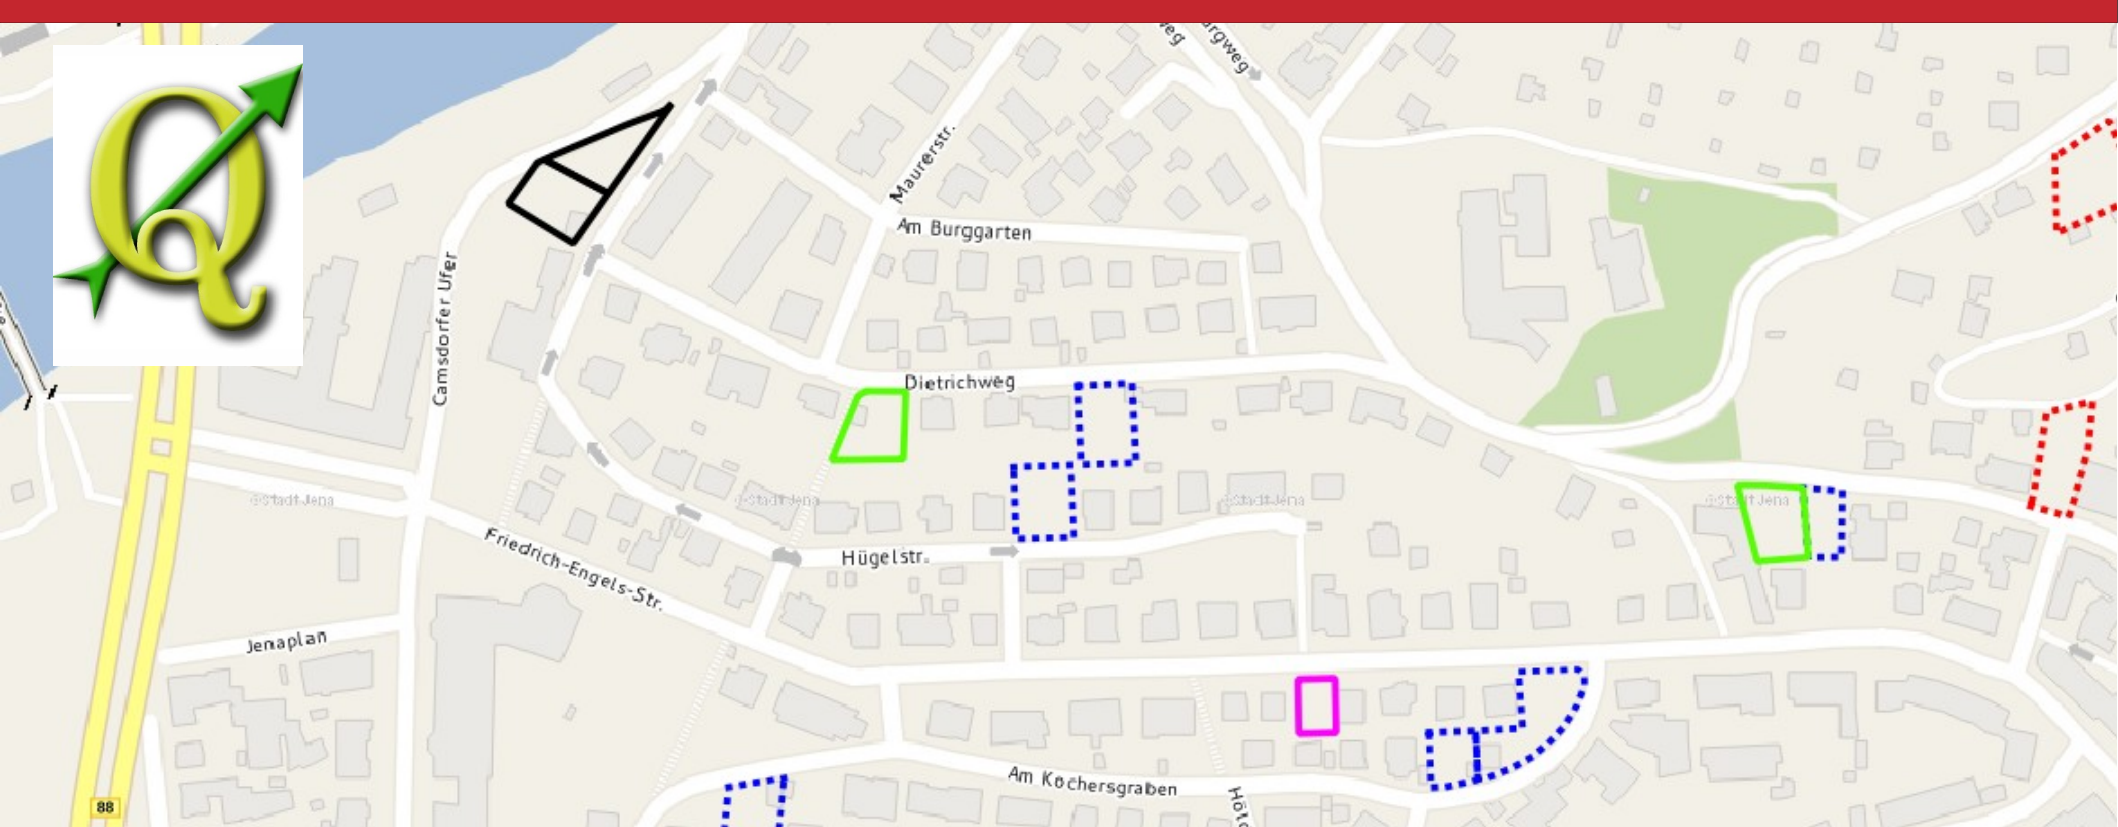 Q
Maurerstr.
Am Burggarten
Camsdorfer Ufer
Dietrichweg
©Stadt Jena
©Stadt Jena
©Stadt Jena
©Stadt Jena
Friedrich-Engels-Str.
Hügelstr.
Jenaplan
Am Kochersgraben
88